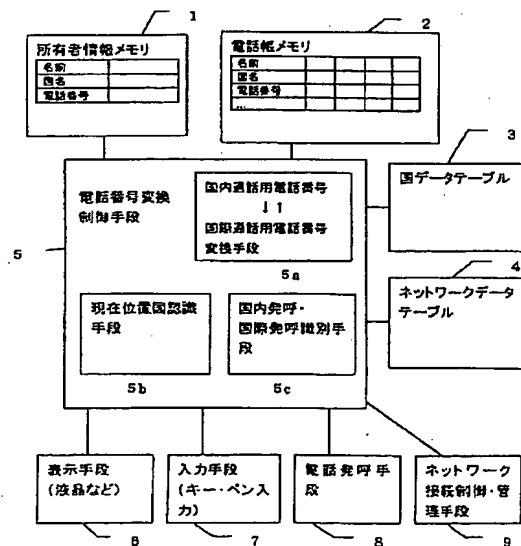 1
2
所有者情報メモリ
名前
国名
電話番号
電話帳メモリ
名前
国名
電話番号
...
3
国データテーブル
電話番号変換
制御手段
国内通話用電話番号
↓↑
国際通話用電話番号
変換手段
5
5a
4
ネットワークデータ
テーブル
現在位置国認識
手段
5b
国内発呼・
国際発呼識別手
段
5c
表示手段
(液晶など)
6
入力手段
(キー・ペン入
力)
7
電話発呼手
段
8
ネットワーク
接続制御・管
理手段
9